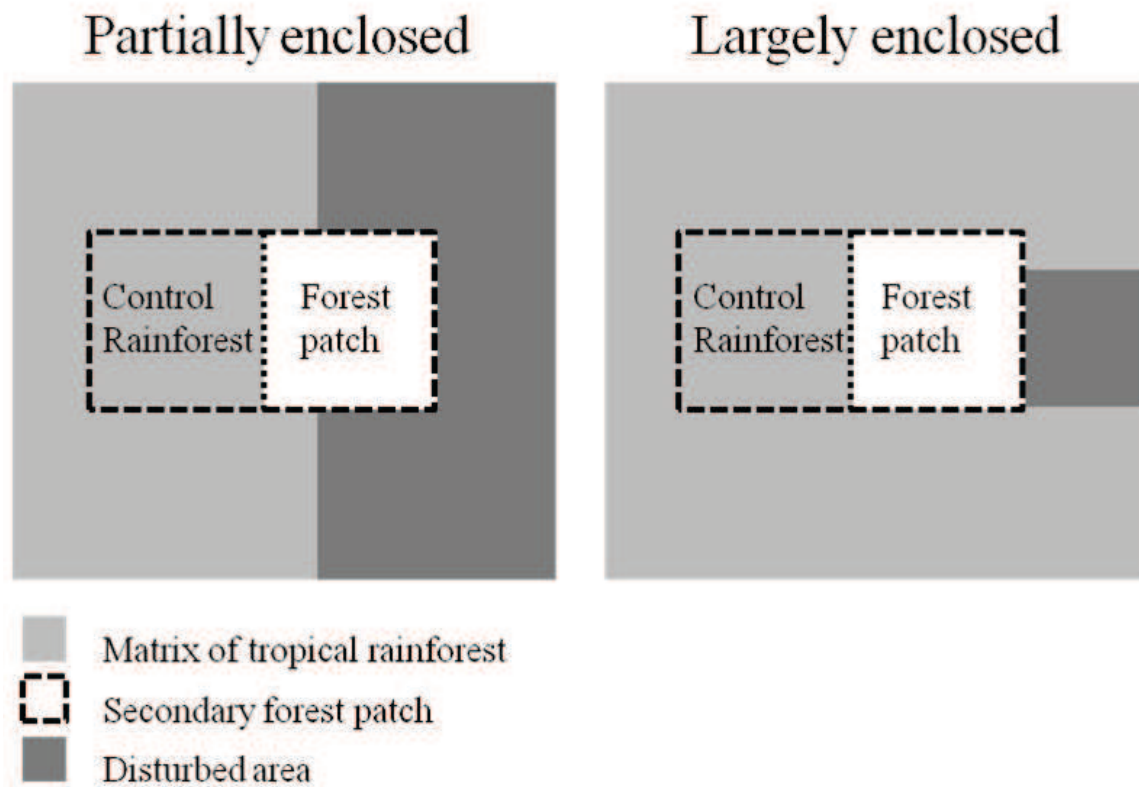 Partially enclosed
Largely enclosed
Control
Rainforest
Forest
patch
Control
Rainforest
Forest
patch
Matrix of tropical rainforest
Secondary forest patch
Disturbed area